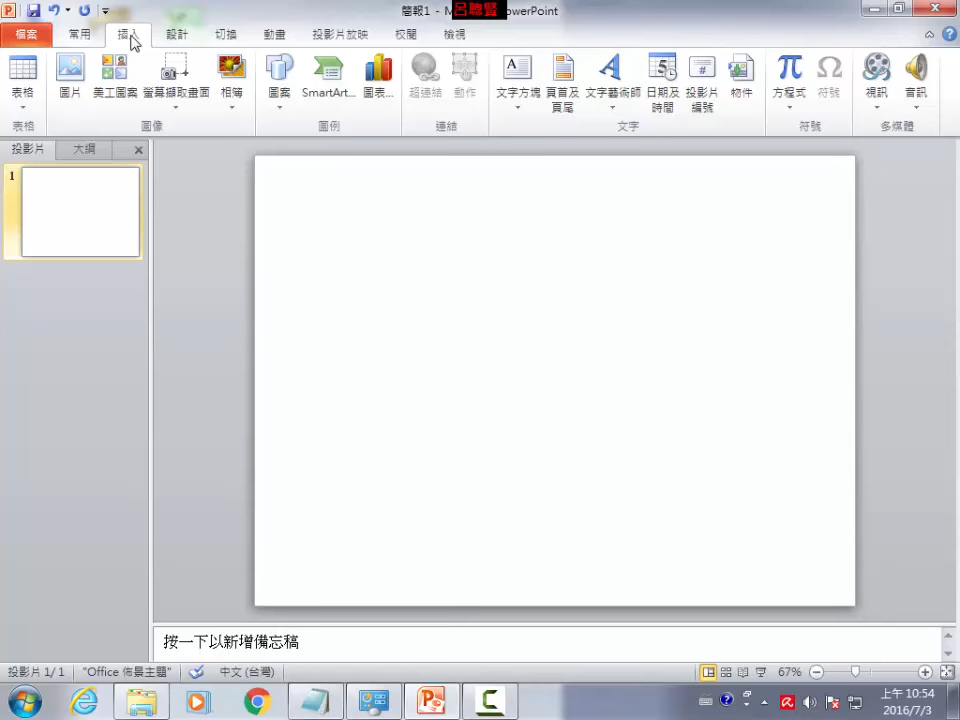 簡報1 - M
呂聰賢
owerPoint
檔案 常用 插入 設計 切換 動畫 投影片放映 校閱 檢視
表格 圖片 美工圖案 螢幕擷取畫面 相簿 圖案 SmartArt... 圖表... 超連結 動作 文字方塊 頁首及頁尾 文字藝術師 日期及時間 投影片編號 物件 方程式 符號 視訊 音訊
表格 圖像 圖例 連結 文字 符號 多媒體
投影片 大綱
1
按一下以新增備忘稿
投影片 1/1 "Office 佈景主題" 中文 (台灣) 67%
上午 10:54
2016/7/3